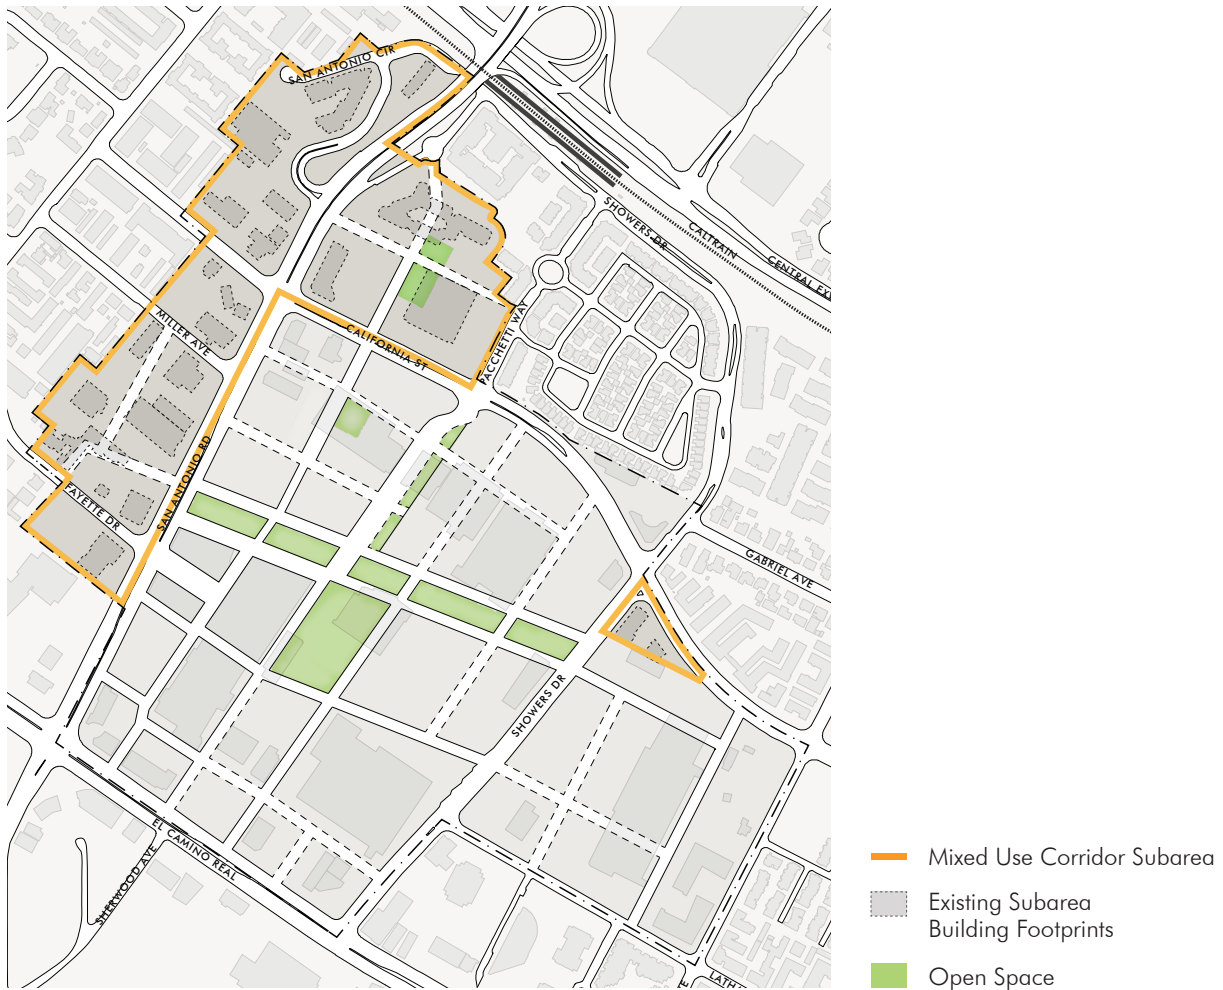 SAN ANTONIO CIR
SHOWERS DR
CALTRAIN
CENTRAL EX
PACCHETTI WAY
MILLER AVE
CALIFORNIA ST
SAN ANTONIO RD
FAYETTE DR
GABRIEL AVE
SHOWERS DR
EL CAMINO REAL
SHERWOOD AVE
LATH
E
Mixed Use Corridor Subarea
Existing Subarea
Building Footprints
Open Space